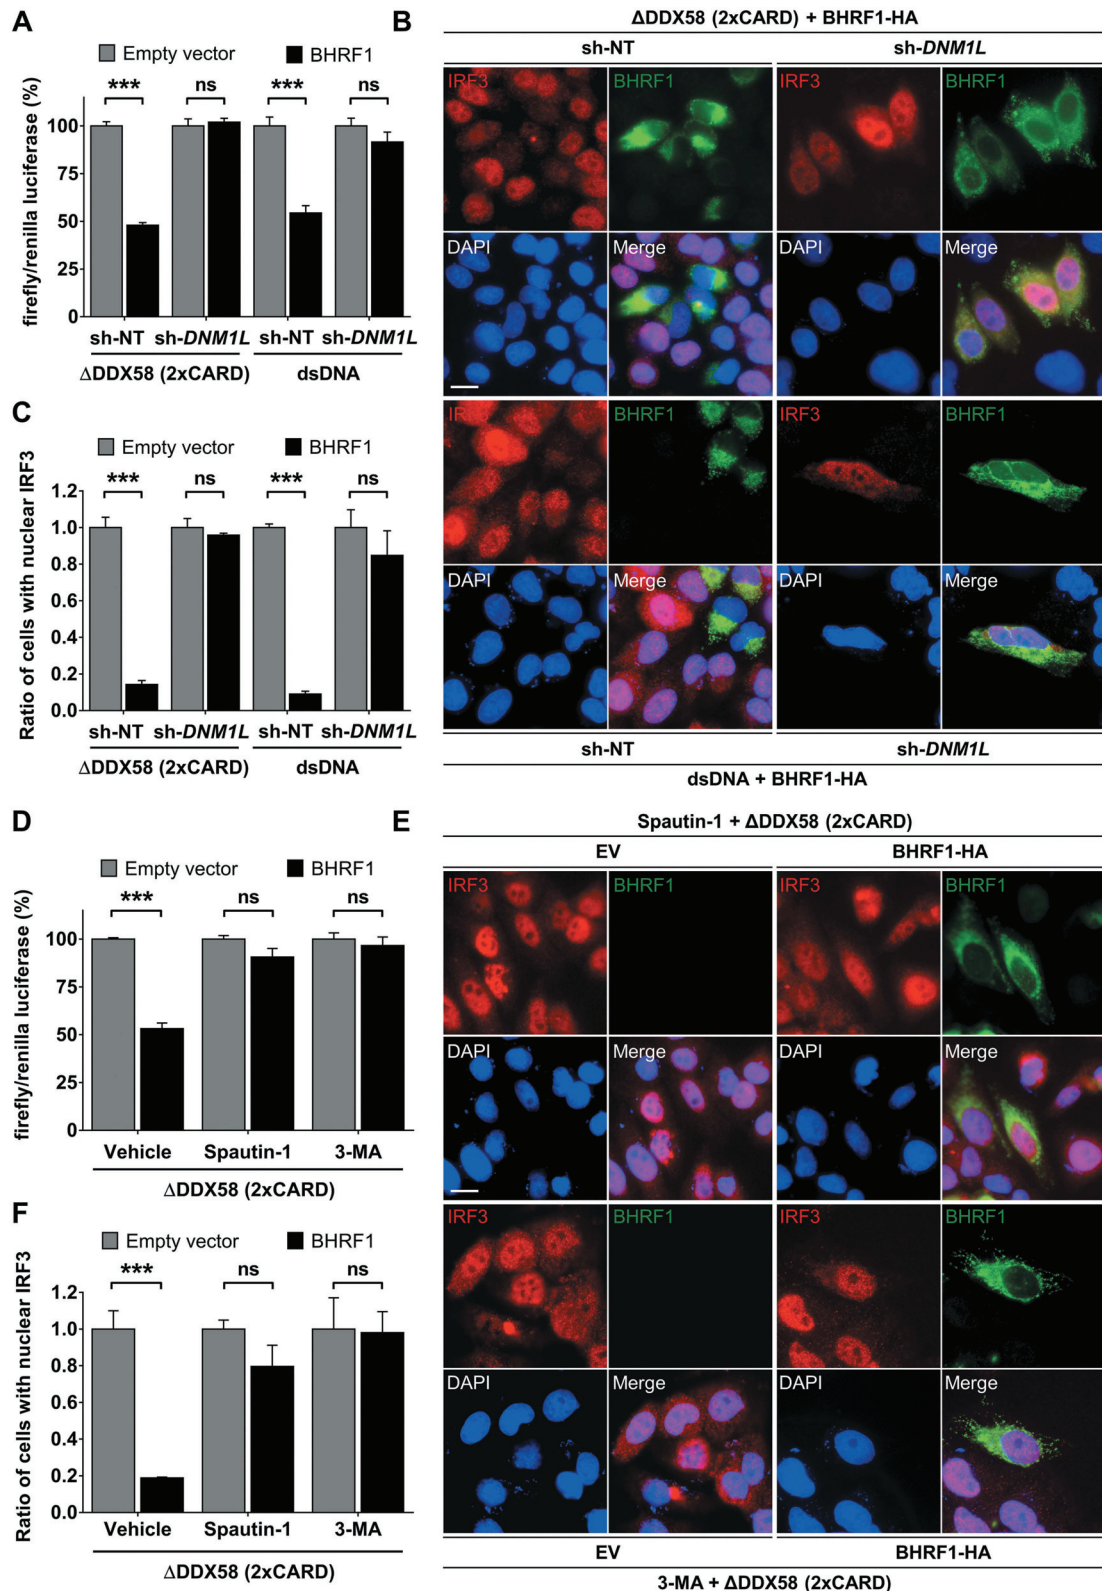 A
Empty vector BHRF1
*** ns *** ns
firefly/renilla luciferase (%)
100
75
50
25
0
sh-NT sh-DNM1L sh-NT sh-DNM1L
ΔDDX58 (2xCARD) dsDNA
B
ΔDDX58 (2xCARD) + BHRF1-HA
sh-NT sh-DNM1L
IRF3 BHRF1 IRF3 BHRF1
DAPI Merge DAPI Merge
IRF3 BHRF1 IRF3 BHRF1
DAPI Merge DAPI Merge
sh-NT sh-DNM1L
dsDNA + BHRF1-HA
C
Empty vector BHRF1
*** ns *** ns
Ratio of cells with nuclear IRF3
1.2
1.0
0.8
0.6
0.4
0.2
0.0
sh-NT sh-DNM1L sh-NT sh-DNM1L
ΔDDX58 (2xCARD) dsDNA
D
Empty vector BHRF1
*** ns ns
firefly/renilla luciferase (%)
100
75
50
25
0
Vehicle Spautin-1 3-MA
ΔDDX58 (2xCARD)
E
Spautin-1 + ΔDDX58 (2xCARD)
EV BHRF1-HA
IRF3 BHRF1 IRF3 BHRF1
DAPI Merge DAPI Merge
IRF3 BHRF1 IRF3 BHRF1
DAPI Merge DAPI Merge
EV BHRF1-HA
3-MA + ΔDDX58 (2xCARD)
F
Empty vector BHRF1
*** ns ns
Ratio of cells with nuclear IRF3
1.2
1.0
0.8
0.6
0.4
0.2
0.0
Vehicle Spautin-1 3-MA
ΔDDX58 (2xCARD)